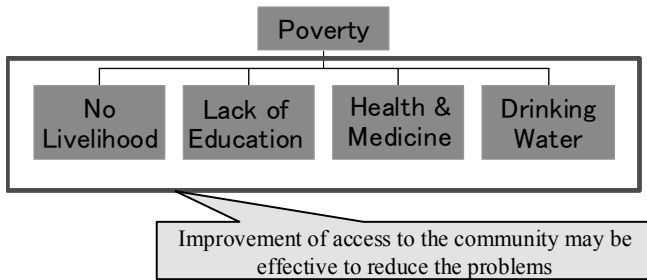 Poverty
No
Livelihood
Lack of
Education
Health &
Medicine
Drinking
Water
Improvement of access to the community may be
effective to reduce the problems